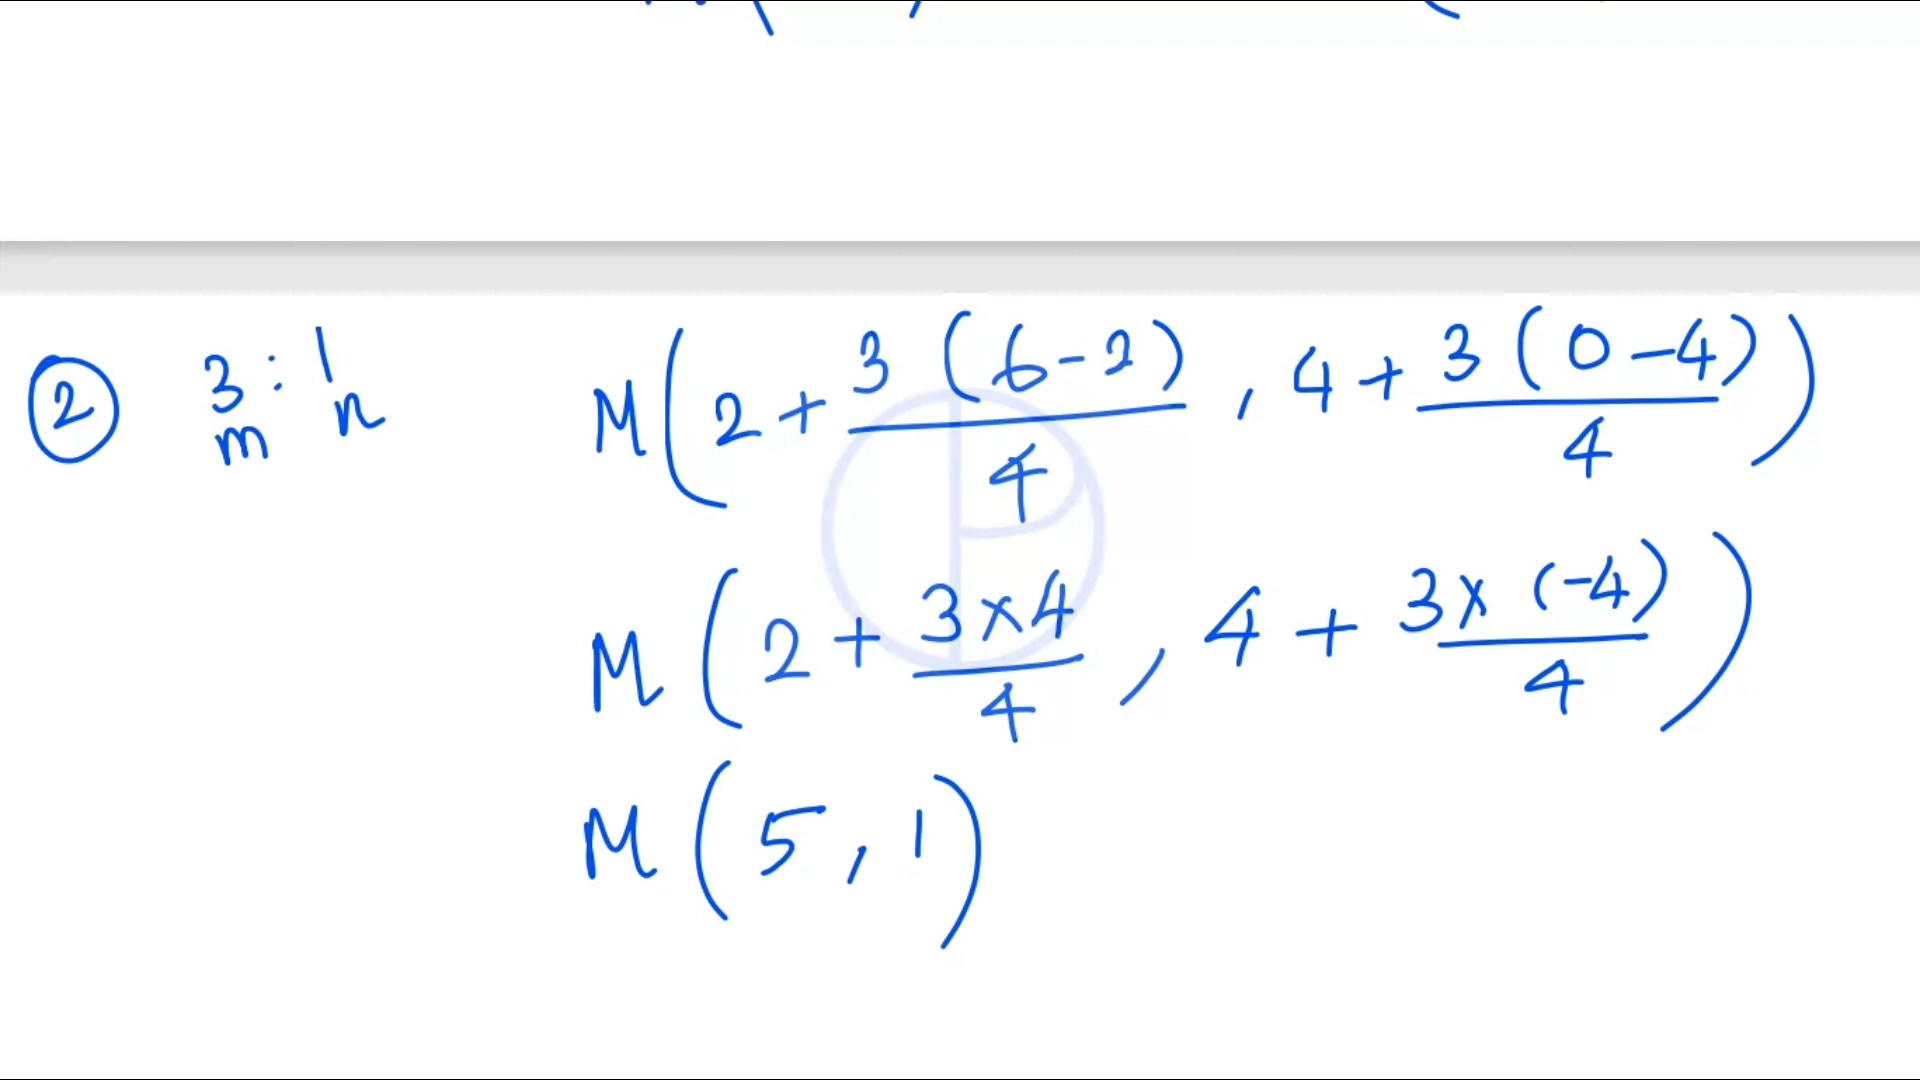 ② 3 : 1 M(2 + 3(6-2)/4 , 4 + 3(0-4)/4)
m n
M(2 + 3×4/4 , 4 + 3×(-4)/4)
M(5, 1)